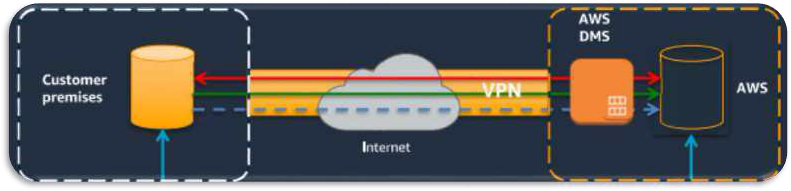 AWS
DMS
Customer
premises
VPN
AWS
Internet